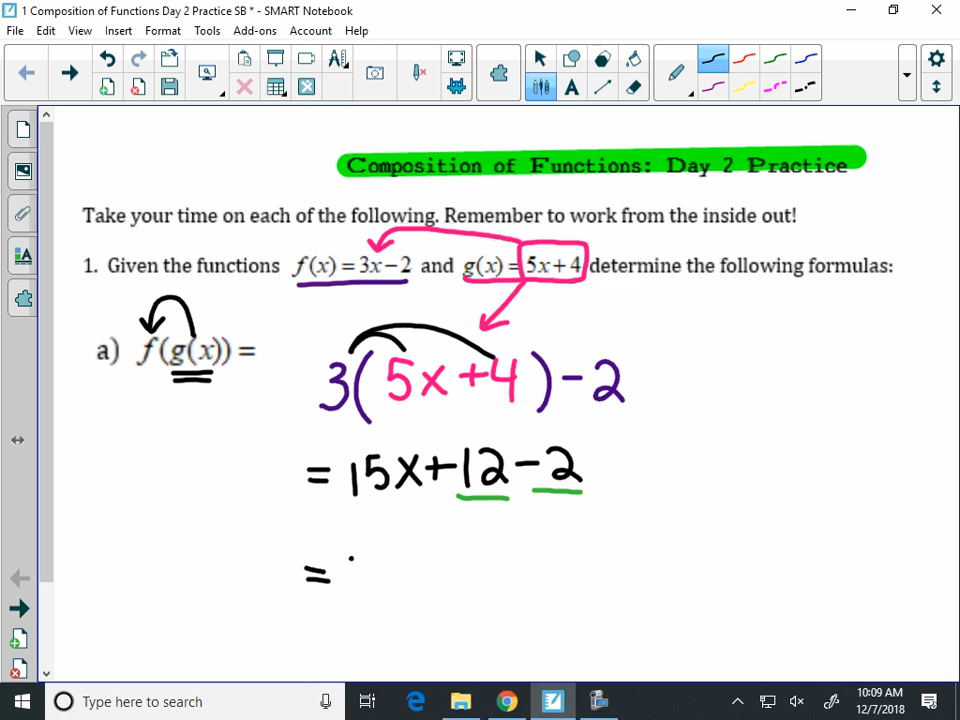 1 Composition of Functions Day 2 Practice SB * - SMART Notebook
File Edit View Insert Format Tools Add-ons Account Help
Composition of Functions: Day 2 Practice
Take your time on each of the following. Remember to work from the inside out!
1. Given the functions f(x) = 3x − 2 and g(x) = 5x + 4 determine the following formulas:
a) f(g(x)) =
3(5x + 4) − 2
= 15x + 12 − 2
=
Type here to search
10:09 AM
12/7/2018